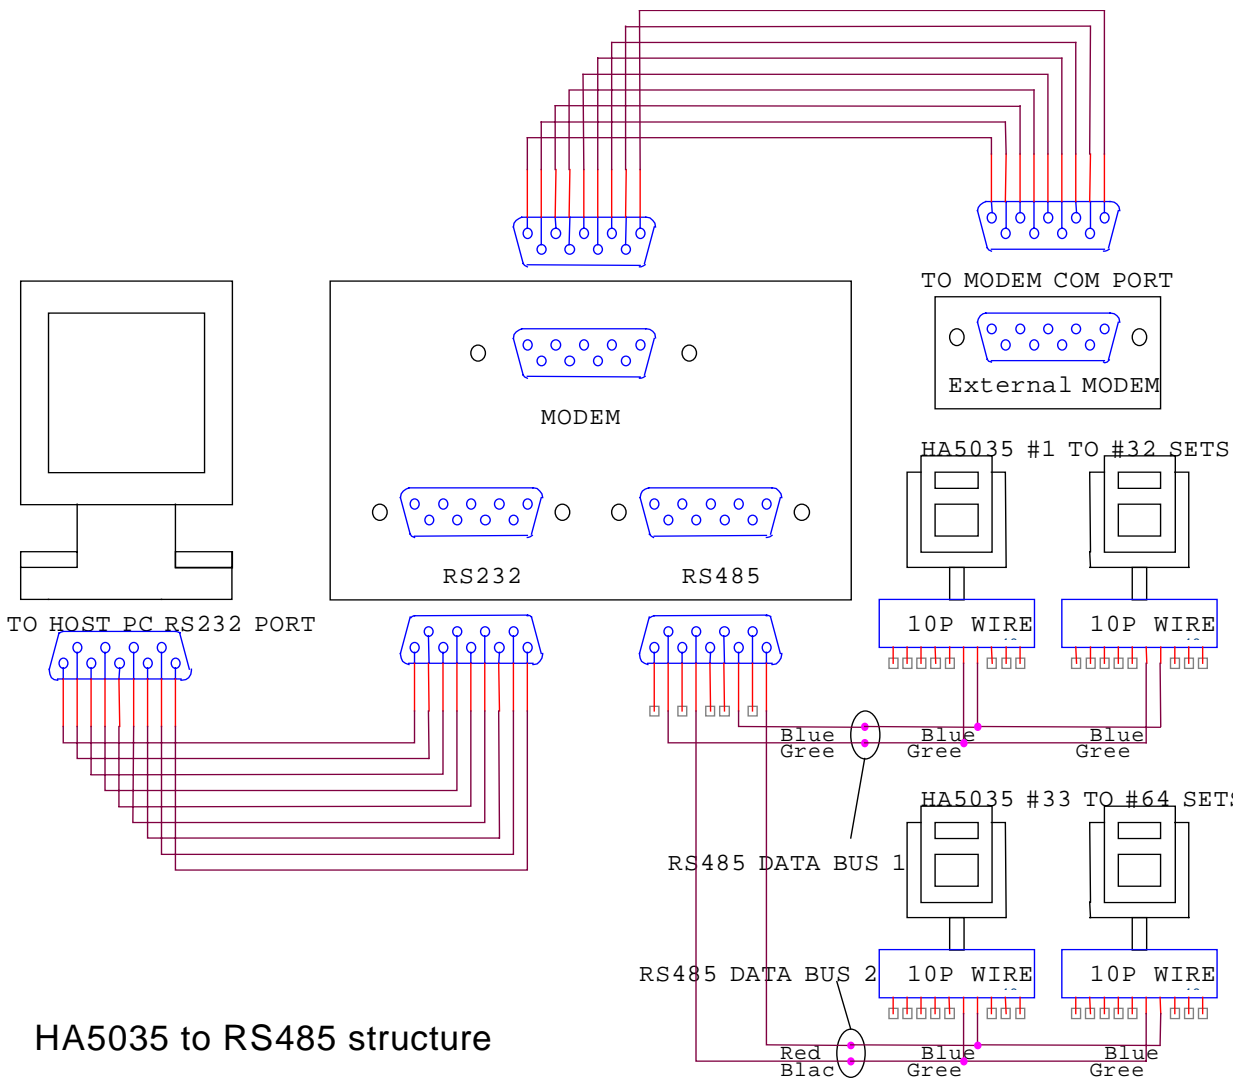 TO MODEM COM PORT
External MODEM
MODEM
HA5035 #1 TO #32 SETS
RS232
RS485
TO HOST PC RS232 PORT
10P WIRE
10P WIRE
Blue
Gree
Blue
Gree
Blue
Gree
HA5035 #33 TO #64 SETS
RS485 DATA BUS 1
RS485 DATA BUS 2
10P WIRE
10P WIRE
HA5035 to RS485 structure
Red
Blac
Blue
Gree
Blue
Gree